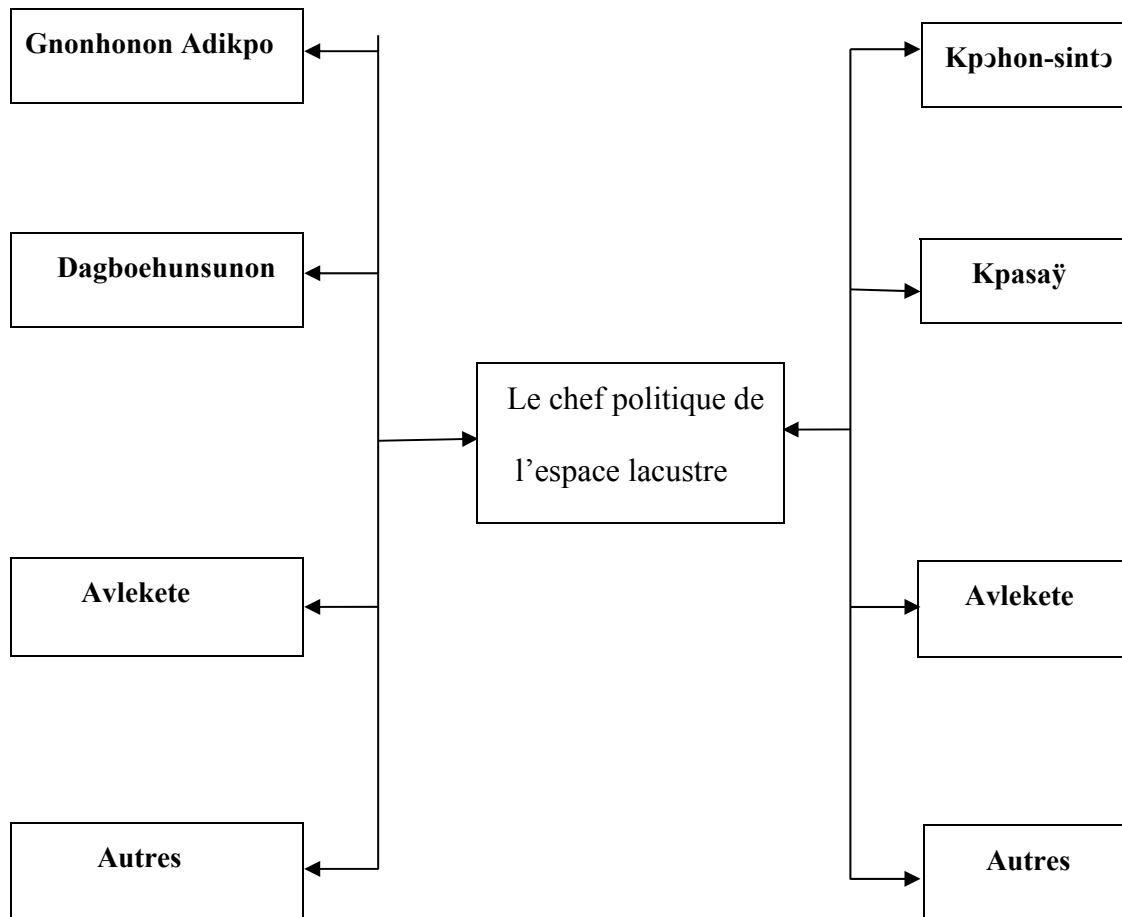 Gnonhonon Adikpo
Kpɔhon-sintɔ
Dagboehunsunon
Kpasaÿ
Le chef politique de
l’espace lacustre
Avlekete
Avlekete
Autres
Autres